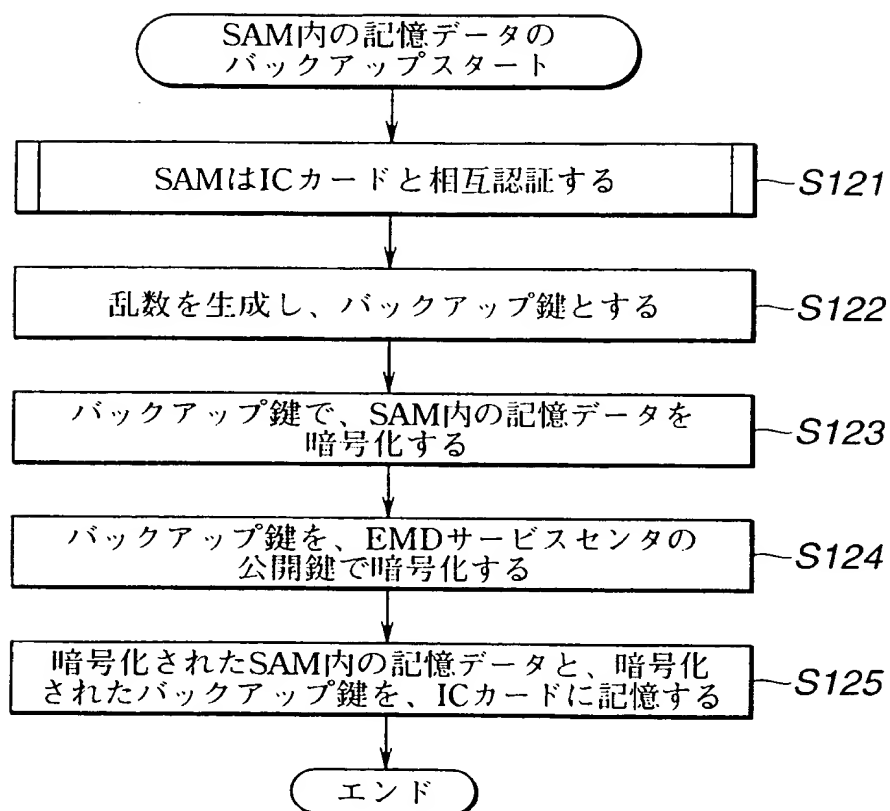 SAM内の記憶データの
バックアップスタート
SAMはICカードと相互認証する
S121
乱数を生成し、バックアップ鍵とする
S122
バックアップ鍵で、SAM内の記憶データを
暗号化する
S123
バックアップ鍵を、EMDサービスセンタの
公開鍵で暗号化する
S124
暗号化されたSAM内の記憶データと、暗号化
されたバックアップ鍵を、ICカードに記憶する
S125
エンド